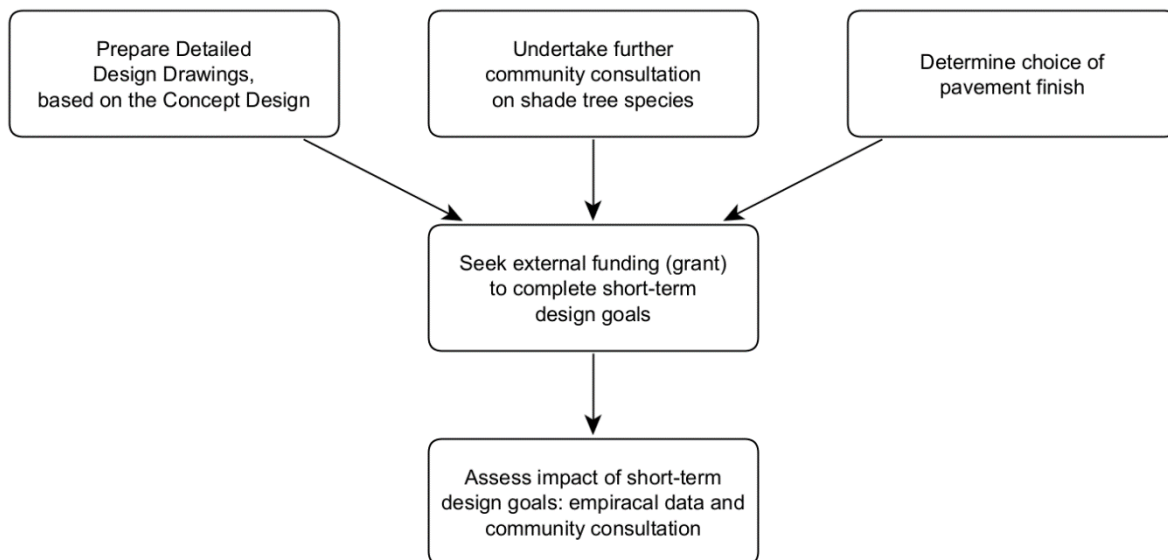 Prepare Detailed
Design Drawings,
based on the Concept Design
Undertake further
community consultation
on shade tree species
Determine choice of
pavement finish
Seek external funding (grant)
to complete short-term
design goals
Assess impact of short-term
design goals: empiracal data and
community consultation